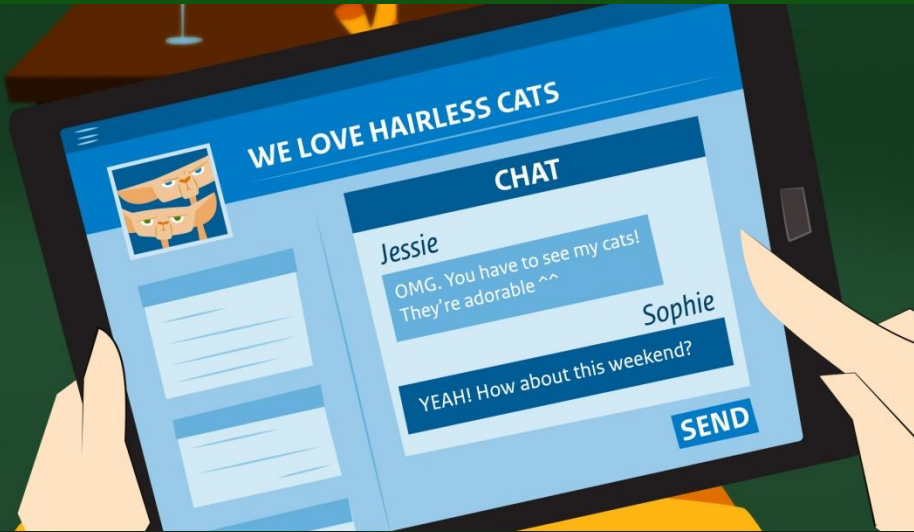 WE LOVE HAIRLESS CATS
CHAT
Jessie
OMG. You have to see my cats!
They're adorable ^^
Sophie
YEAH! How about this weekend?
SEND